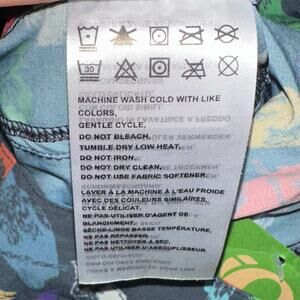 30
MACHINE WASH COLD WITH LIKE
COLORS,
GENTLE CYCLE,
DO NOT BLEACH,
TUMBLE DRY LOW HEAT,
DO NOT IRON,
DO NOT DRY CLEAN,
DO NOT USE FABRIC SOFTENER.
LAVER À LA MACHINE À L'EAU FROIDE
AVEC DES COULEURS SIMILAIRES,
CYCLE DÉLICAT,
NE PAS UTILISER D'AGENT DE
BLANCHIMENT,
SÈCHE-LINGE BASSE TEMPÉRATURE,
NE PAS REPASSER,
NE PAS NETTOYER À SEC,
NE PAS UTILISER D'ASSOUPLISSEUR.